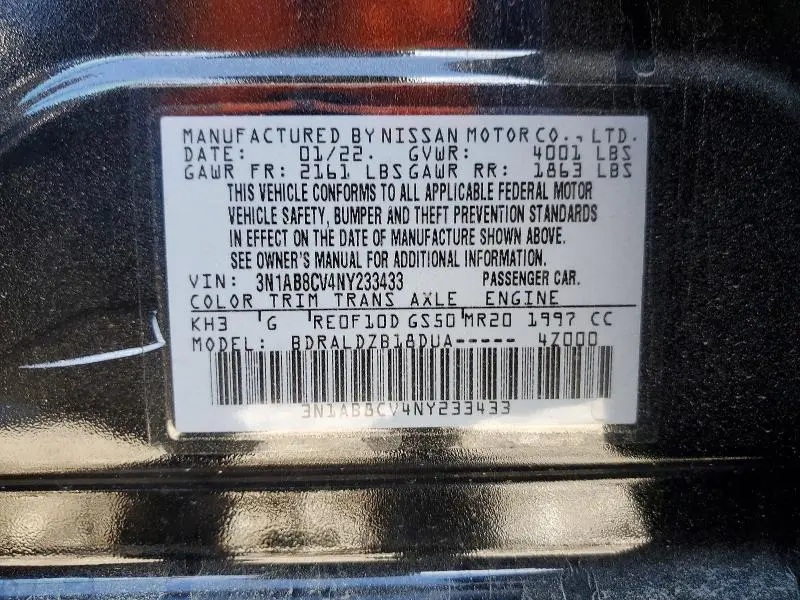 MANUFACTURED BY NISSAN MOTOR CO., LTD.
DATE: 01/22. GVWR: 4001 LBS
GAWR FR: 2161 LBS GAWR RR: 1863 LBS
THIS VEHICLE CONFORMS TO ALL APPLICABLE FEDERAL MOTOR
VEHICLE SAFETY, BUMPER AND THEFT PREVENTION STANDARDS
IN EFFECT ON THE DATE OF MANUFACTURE SHOWN ABOVE.
SEE OWNER'S MANUAL FOR ADDITIONAL INFORMATION.
VIN: 3N1AB8CV4NY233433 PASSENGER CAR.
COLOR TRIM TRANS AXLE ENGINE
KH3 G RE0F10D GS50 MR20 1997 CC
MODEL: BDRALDZB18DUA----- 4Z000
3N1AB8CV4NY233433